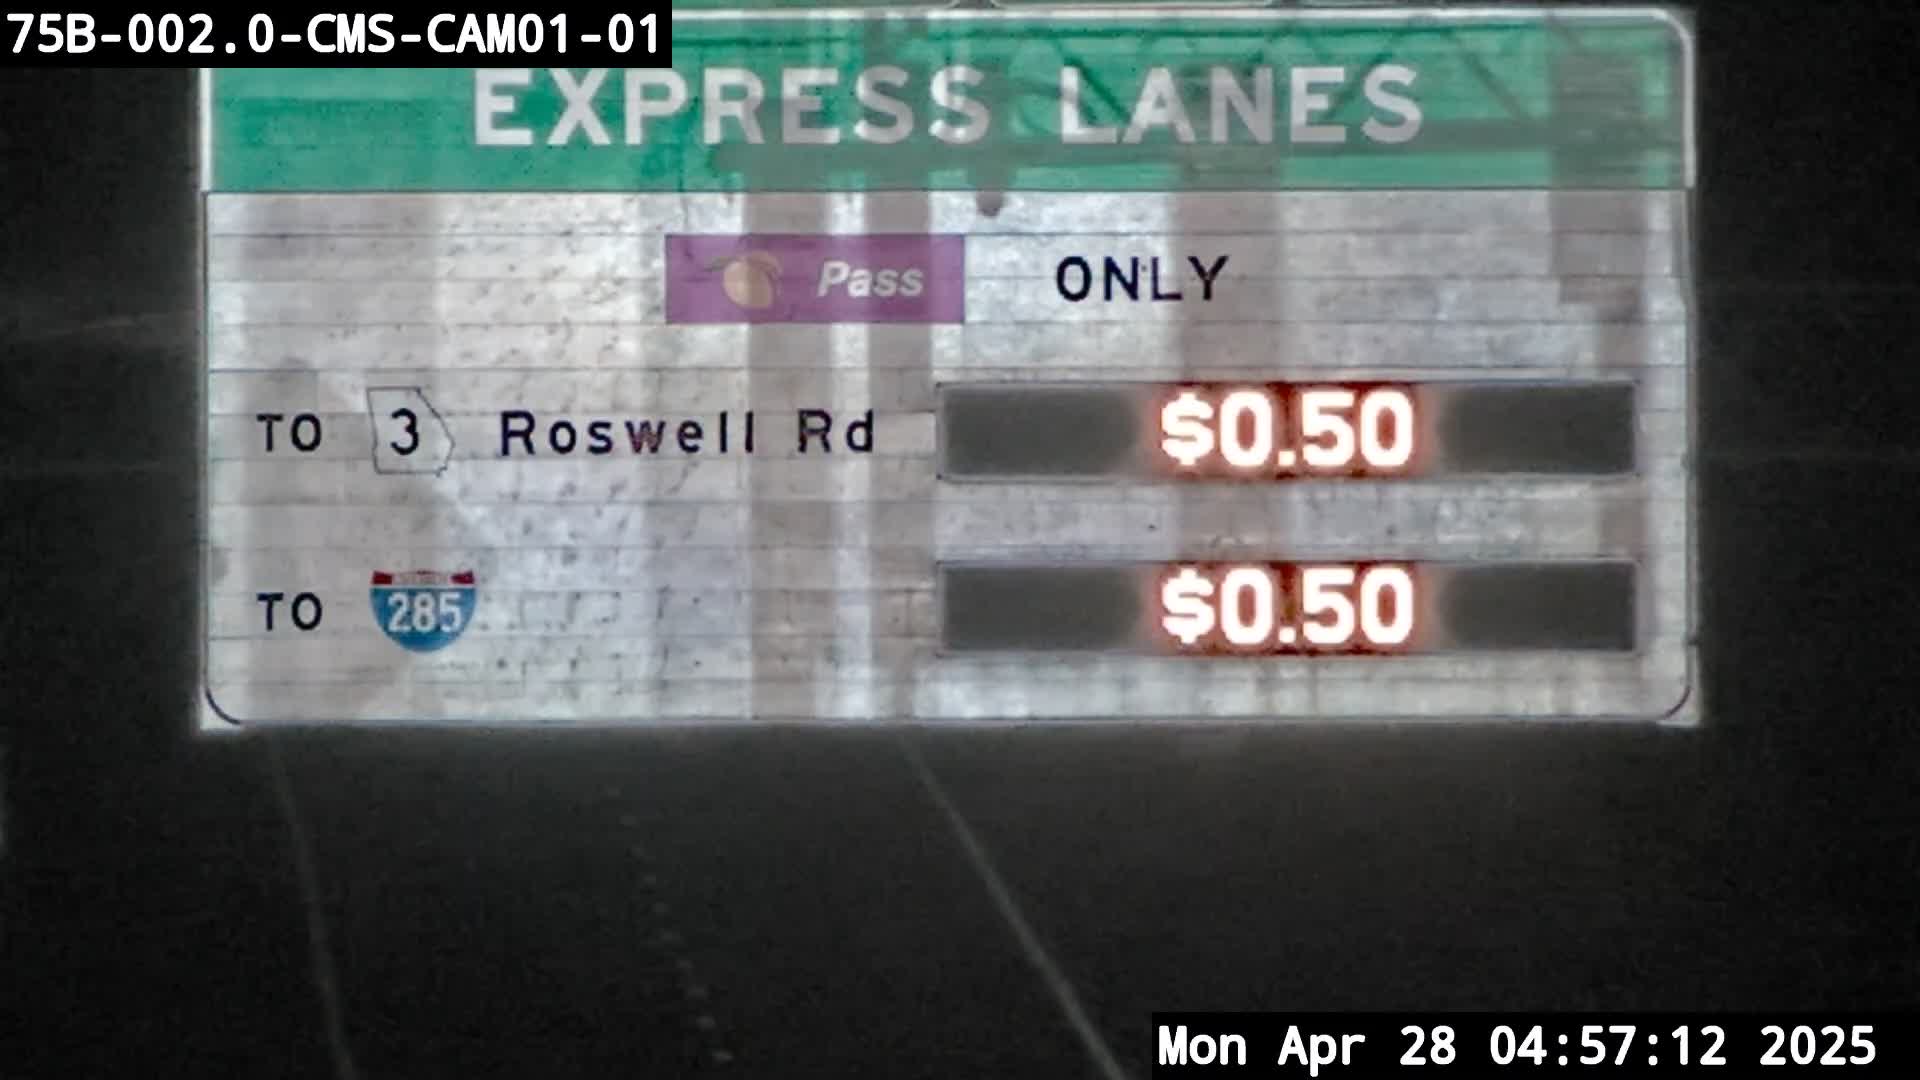 75B-002.0-CMS-CAM01-01
EXPRESS LANES
Pass ONLY
TO 3 Roswell Rd $0.50
TO 285 $0.50
Mon Apr 28 04:57:12 2025